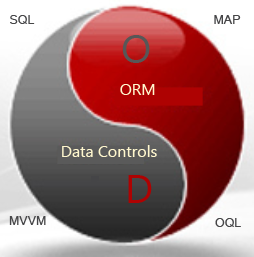 SQL MAP
O
ORM
Data Controls
D
MVVM OQL